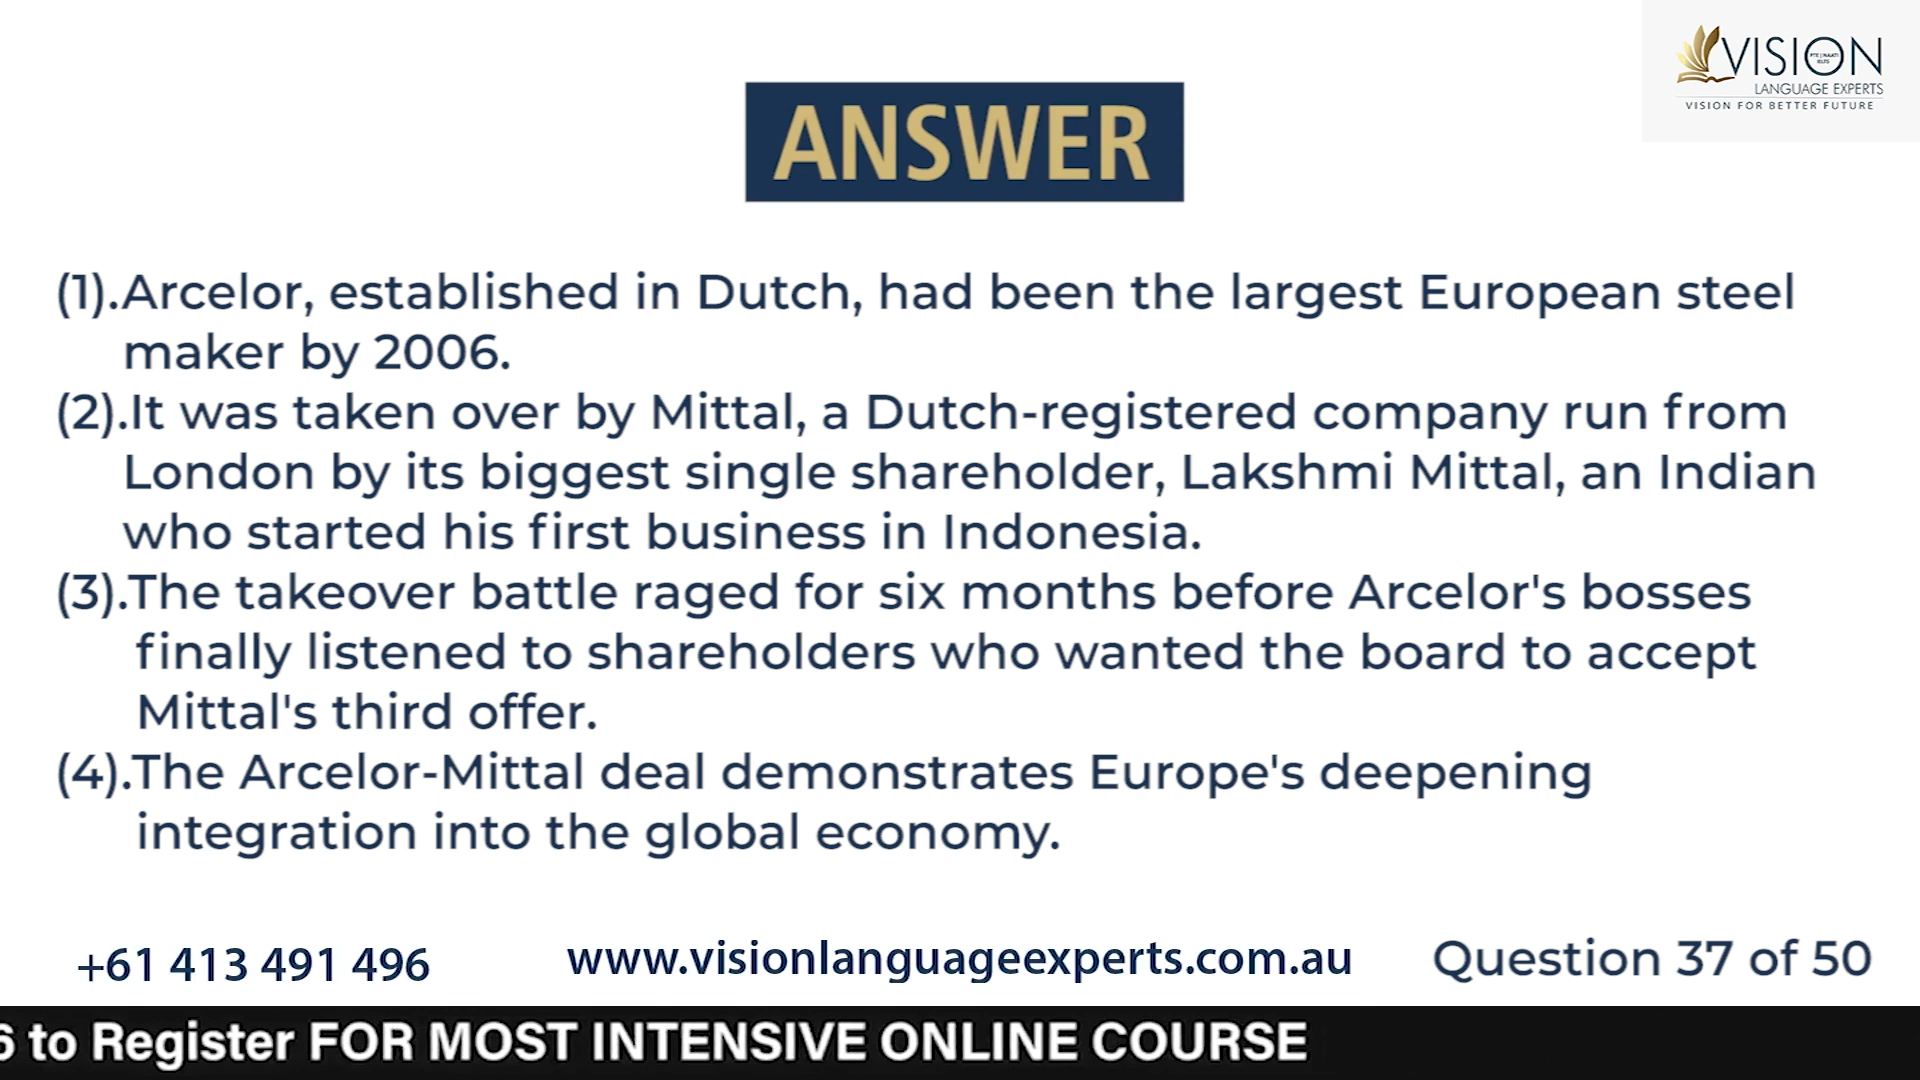 VISION
PTE | NAATI
IELTS
LANGUAGE EXPERTS
VISION FOR BETTER FUTURE
ANSWER
(1).Arcelor, established in Dutch, had been the largest European steel
maker by 2006.
(2).It was taken over by Mittal, a Dutch-registered company run from
London by its biggest single shareholder, Lakshmi Mittal, an Indian
who started his first business in Indonesia.
(3).The takeover battle raged for six months before Arcelor's bosses
finally listened to shareholders who wanted the board to accept
Mittal's third offer.
(4).The Arcelor-Mittal deal demonstrates Europe's deepening
integration into the global economy.
+61 413 491 496 www.visionlanguageexperts.com.au Question 37 of 50
6 to Register FOR MOST INTENSIVE ONLINE COURSE